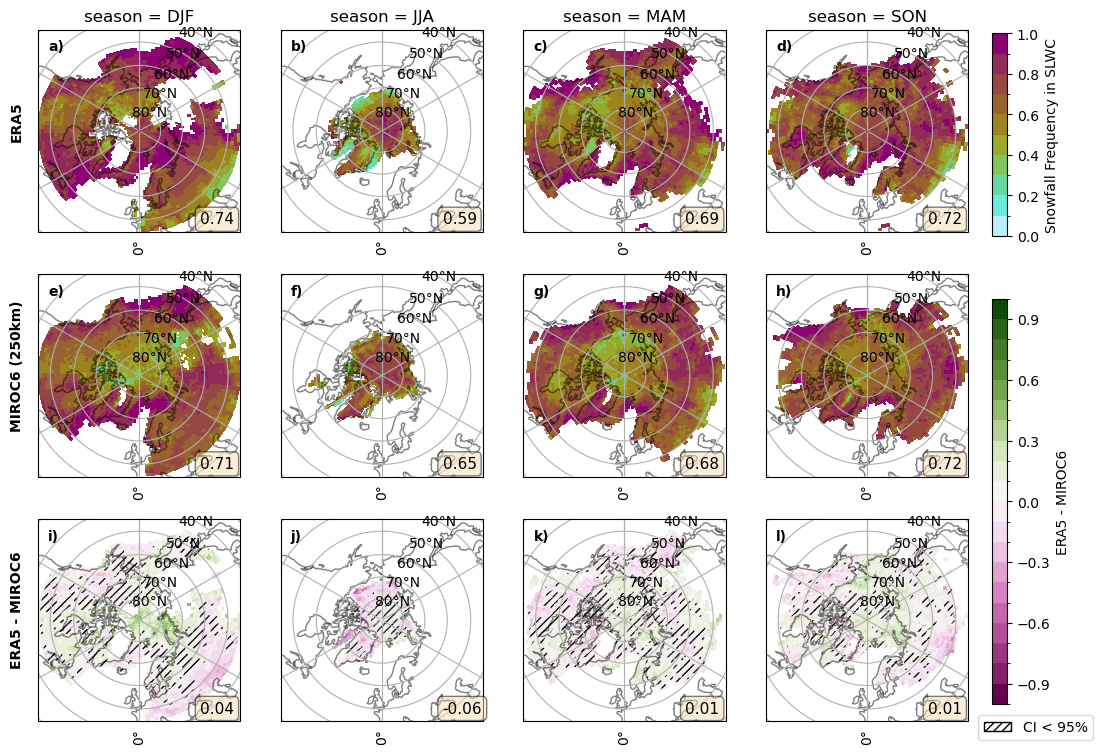 season = DJF
season = JJA
season = MAM
season = SON
ERA5
a)
40°N
50°N
60°N
70°N
80°N
0.74
0°
b)
40°N
50°N
60°N
70°N
80°N
0.59
0°
c)
40°N
50°N
60°N
70°N
80°N
0.69
0°
d)
40°N
50°N
60°N
70°N
80°N
0.72
0°
1.0
0.8
0.6
0.4
0.2
0.0
Snowfall Frequency in SLWC
MIROC6 (250km)
e)
40°N
50°N
60°N
70°N
80°N
0.71
0°
f)
40°N
50°N
60°N
70°N
80°N
0.65
0°
g)
40°N
50°N
60°N
70°N
80°N
0.68
0°
h)
40°N
50°N
60°N
70°N
80°N
0.72
0°
ERA5 - MIROC6
i)
40°N
50°N
60°N
70°N
80°N
0.04
0°
j)
40°N
50°N
60°N
70°N
80°N
-0.06
0°
k)
40°N
50°N
60°N
70°N
80°N
0.01
0°
l)
40°N
50°N
60°N
70°N
80°N
0.01
0°
0.9
0.6
0.3
0.0
−0.3
−0.6
−0.9
ERA5 - MIROC6
CI < 95%